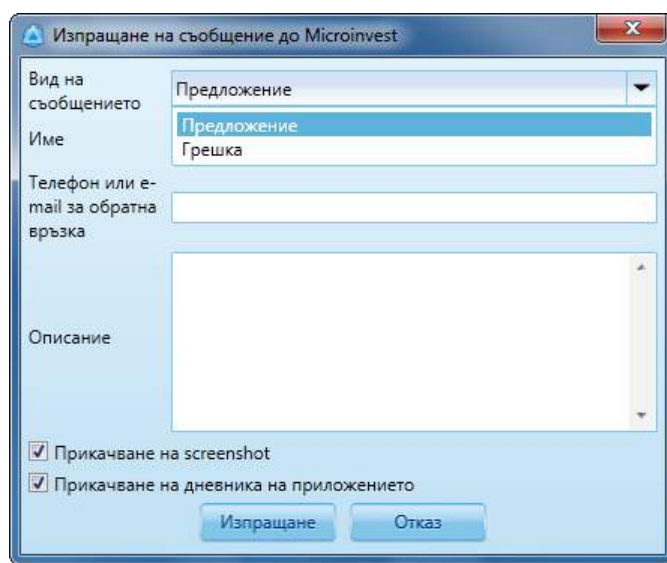 Изпращане на съобщение до Microinvest
Вид на
съобщението
Предложение
Предложение
Грешка
Име
Телефон или e-
mail за обратна
връзка
Описание
Прикачване на screenshot
Прикачване на дневника на приложението
Изпращане
Отказ